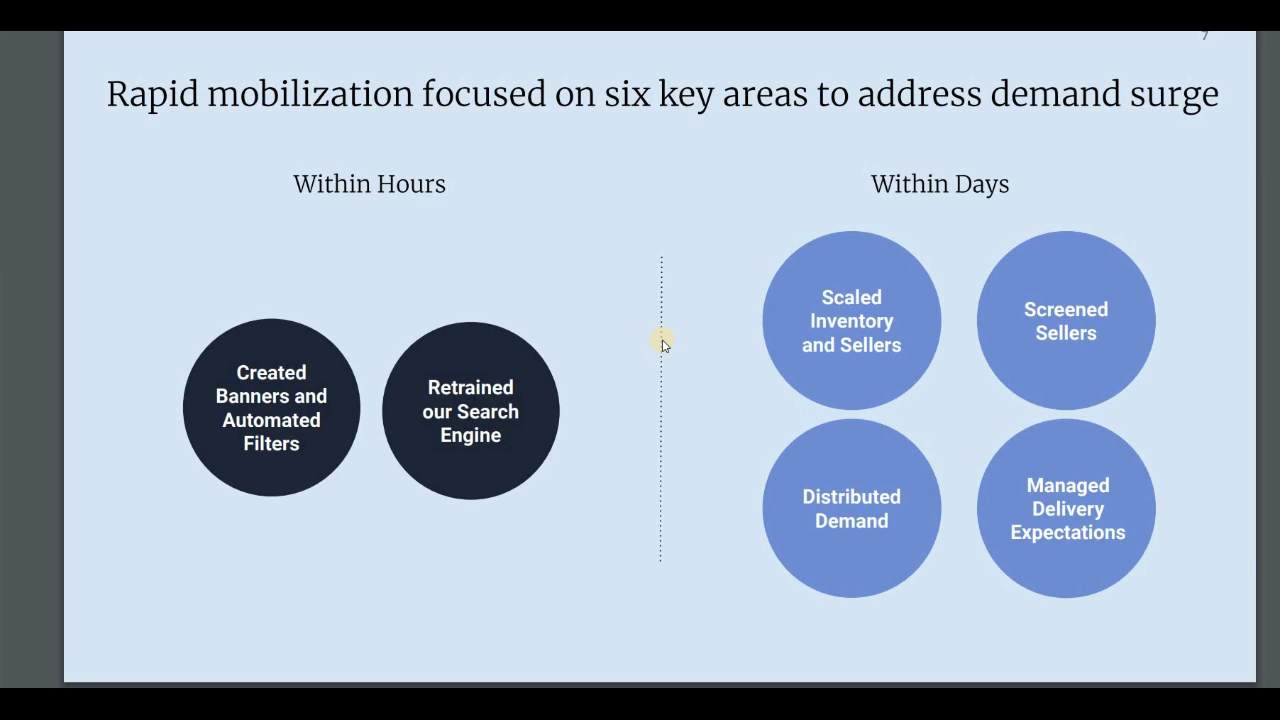 7
Rapid mobilization focused on six key areas to address demand surge
Within Hours
Created
Banners and
Automated
Filters
Retrained
our Search
Engine
Within Days
Scaled
Inventory
and Sellers
Screened
Sellers
Distributed
Demand
Managed
Delivery
Expectations